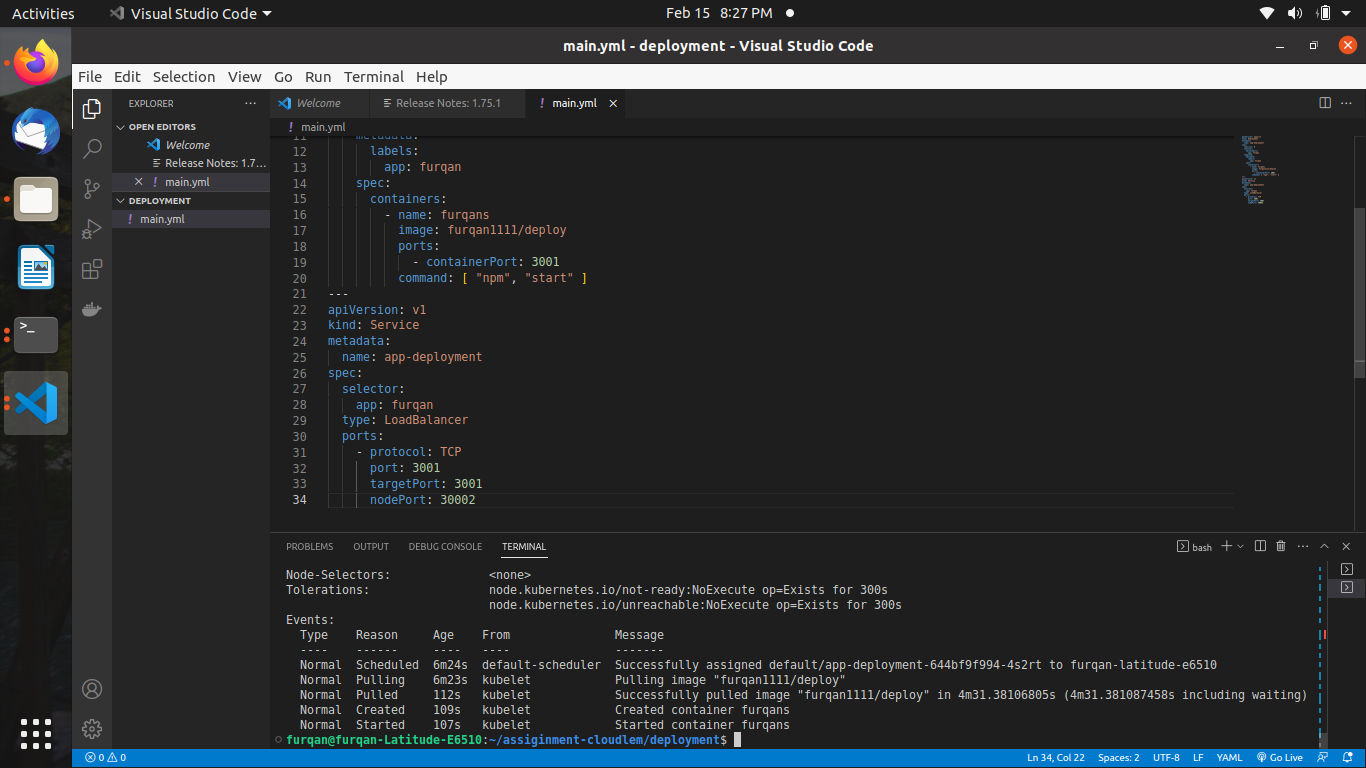 Activities
Visual Studio Code
Feb 15 8:27 PM
main.yml - deployment - Visual Studio Code
File Edit Selection View Go Run Terminal Help
EXPLORER
Welcome
Release Notes: 1.75.1
! main.yml
OPEN EDITORS
Welcome
Release Notes: 1.7...
! main.yml
DEPLOYMENT
! main.yml
! main.yml
11 metadata:
12 labels:
13 app: furqan
14 spec:
15 containers:
16 - name: furqans
17 image: furqan1111/deploy
18 ports:
19 - containerPort: 3001
20 command: [ "npm", "start" ]
21 ---
22 apiVersion: v1
23 kind: Service
24 metadata:
25 name: app-deployment
26 spec:
27 selector:
28 app: furqan
29 type: LoadBalancer
30 ports:
31 - protocol: TCP
32 port: 3001
33 targetPort: 3001
34 nodePort: 30002
PROBLEMS OUTPUT DEBUG CONSOLE TERMINAL
bash
Node-Selectors: <none>
Tolerations: node.kubernetes.io/not-ready:NoExecute op=Exists for 300s
node.kubernetes.io/unreachable:NoExecute op=Exists for 300s
Events:
Type Reason Age From Message
---- ------ ---- ---- -------
Normal Scheduled 6m24s default-scheduler Successfully assigned default/app-deployment-644bf9f994-4s2rt to furqan-latitude-e6510
Normal Pulling 6m23s kubelet Pulling image "furqan1111/deploy"
Normal Pulled 112s kubelet Successfully pulled image "furqan1111/deploy" in 4m31.38106805s (4m31.381087458s including waiting)
Normal Created 109s kubelet Created container furqans
Normal Started 107s kubelet Started container furqans
furqan@furqan-Latitude-E6510:~/assiginment-cloudlem/deployment$
0 0
Ln 34, Col 22 Spaces: 2 UTF-8 LF YAML Go Live